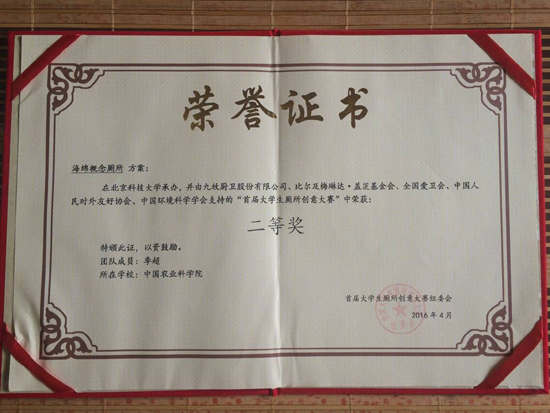 荣誉证书
海绵概念厕所 方案：
在北京科技大学承办，并由九牧厨卫股份有限公司、比尔及梅琳达·盖茨基金会、全国爱卫会、中国人
民对外友好协会、中国环境科学学会支持的“首届大学生厕所创意大赛”中荣获：
二等奖
特颁此证，以资鼓励。
团队成员：李超
所在学校：中国农业科学院
首届大学生厕所创意大赛组委会
2016年4月